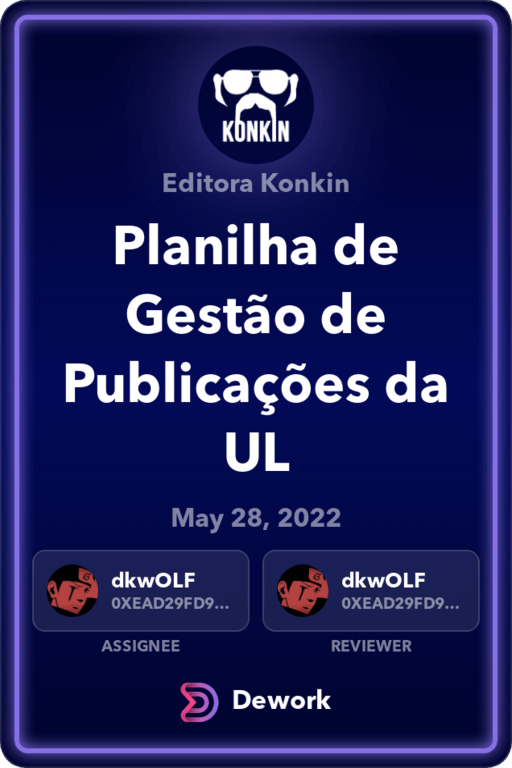 KONKIN
Editora Konkin
Planilha de
Gestão de
Publicações da
UL
May 28, 2022
dkwOLF
0XEAD29FD9...
dkwOLF
0XEAD29FD9...
ASSIGNEE
REVIEWER
Dework